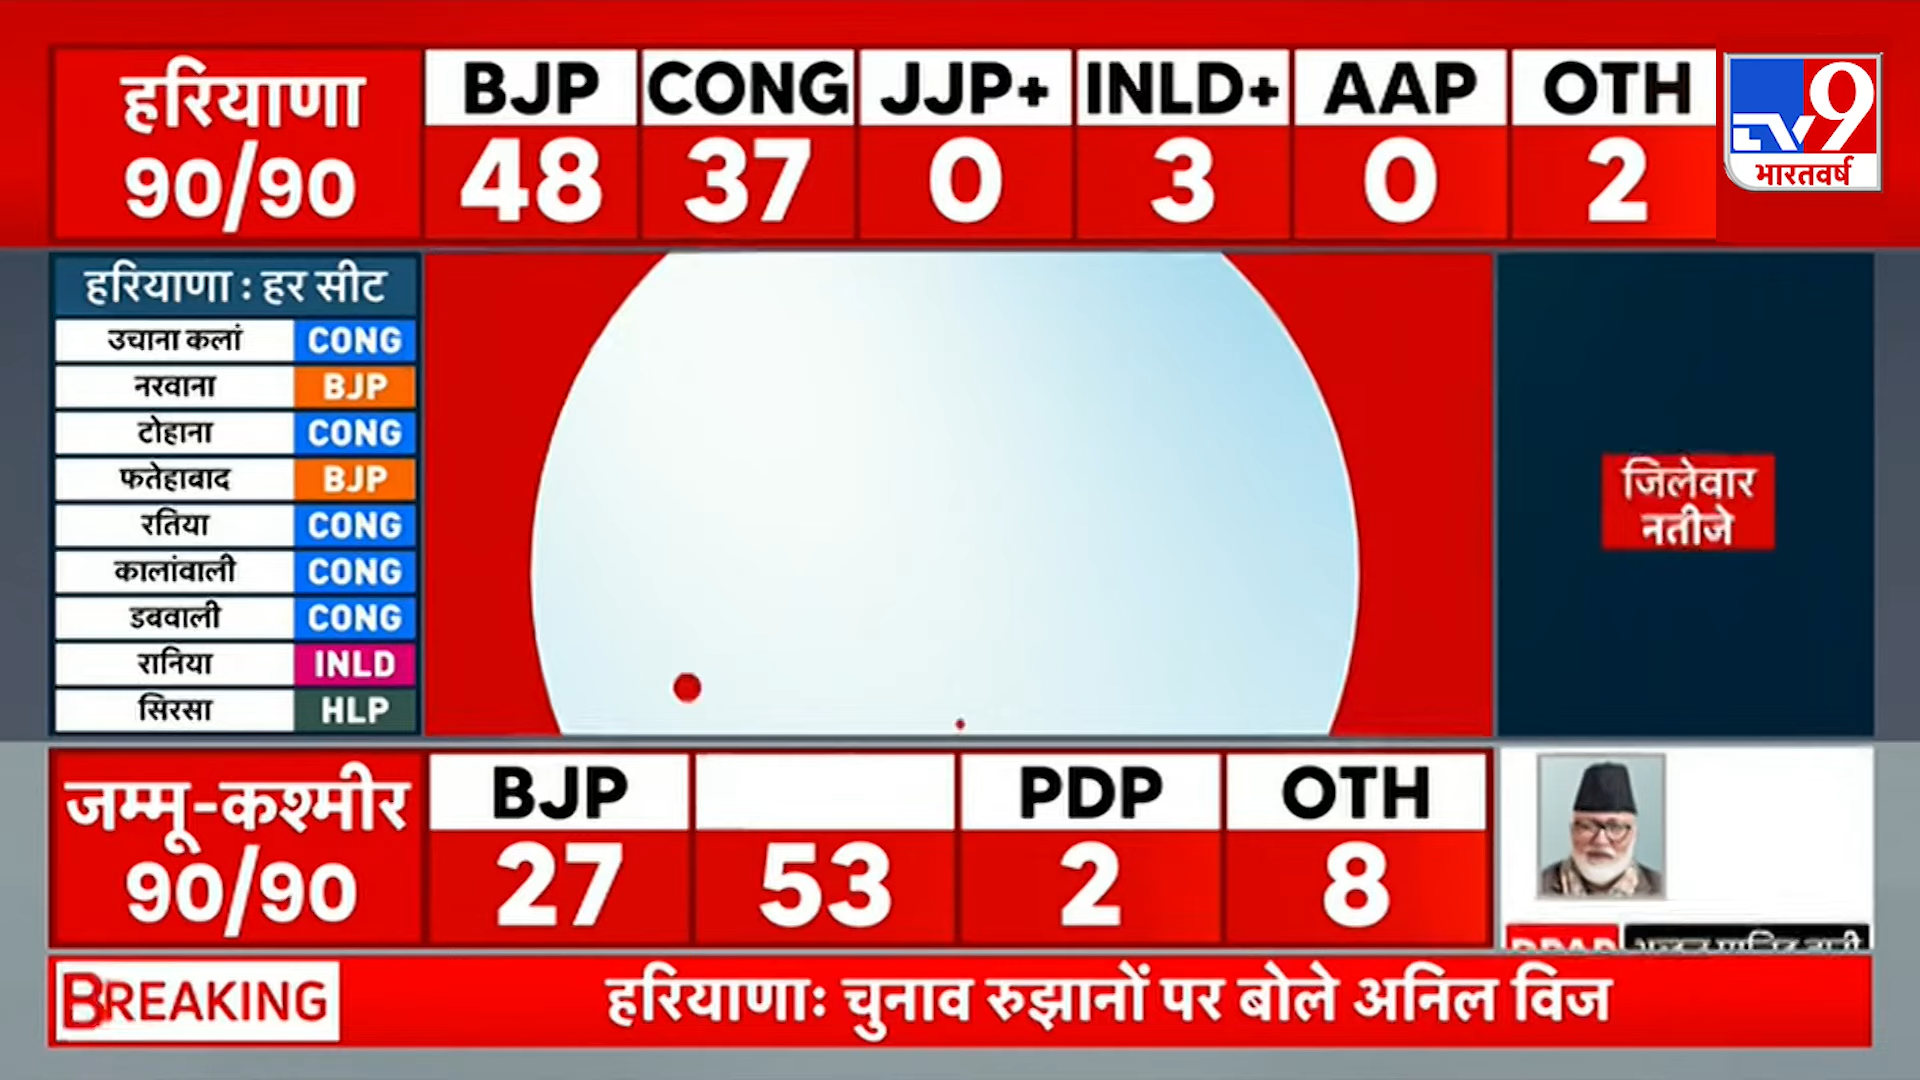 हरियाणा
90/90
BJP CONG JJP+ INLD+ AAP OTH
48 37 0 3 0 2
TV9
भारतवर्ष
हरियाणा : हर सीट
उचाना कलां CONG
नरवाना BJP
टोहाना CONG
फतेहाबाद BJP
रतिया CONG
कालांवाली CONG
डबवाली CONG
रानिया INLD
सिरसा HLP
जिलेवार
नतीजे
जम्मू-कश्मीर
90/90
BJP PDP OTH
27 53 2 8
BREAKING
हरियाणाः चुनाव रुझानों पर बोले अनिल विज